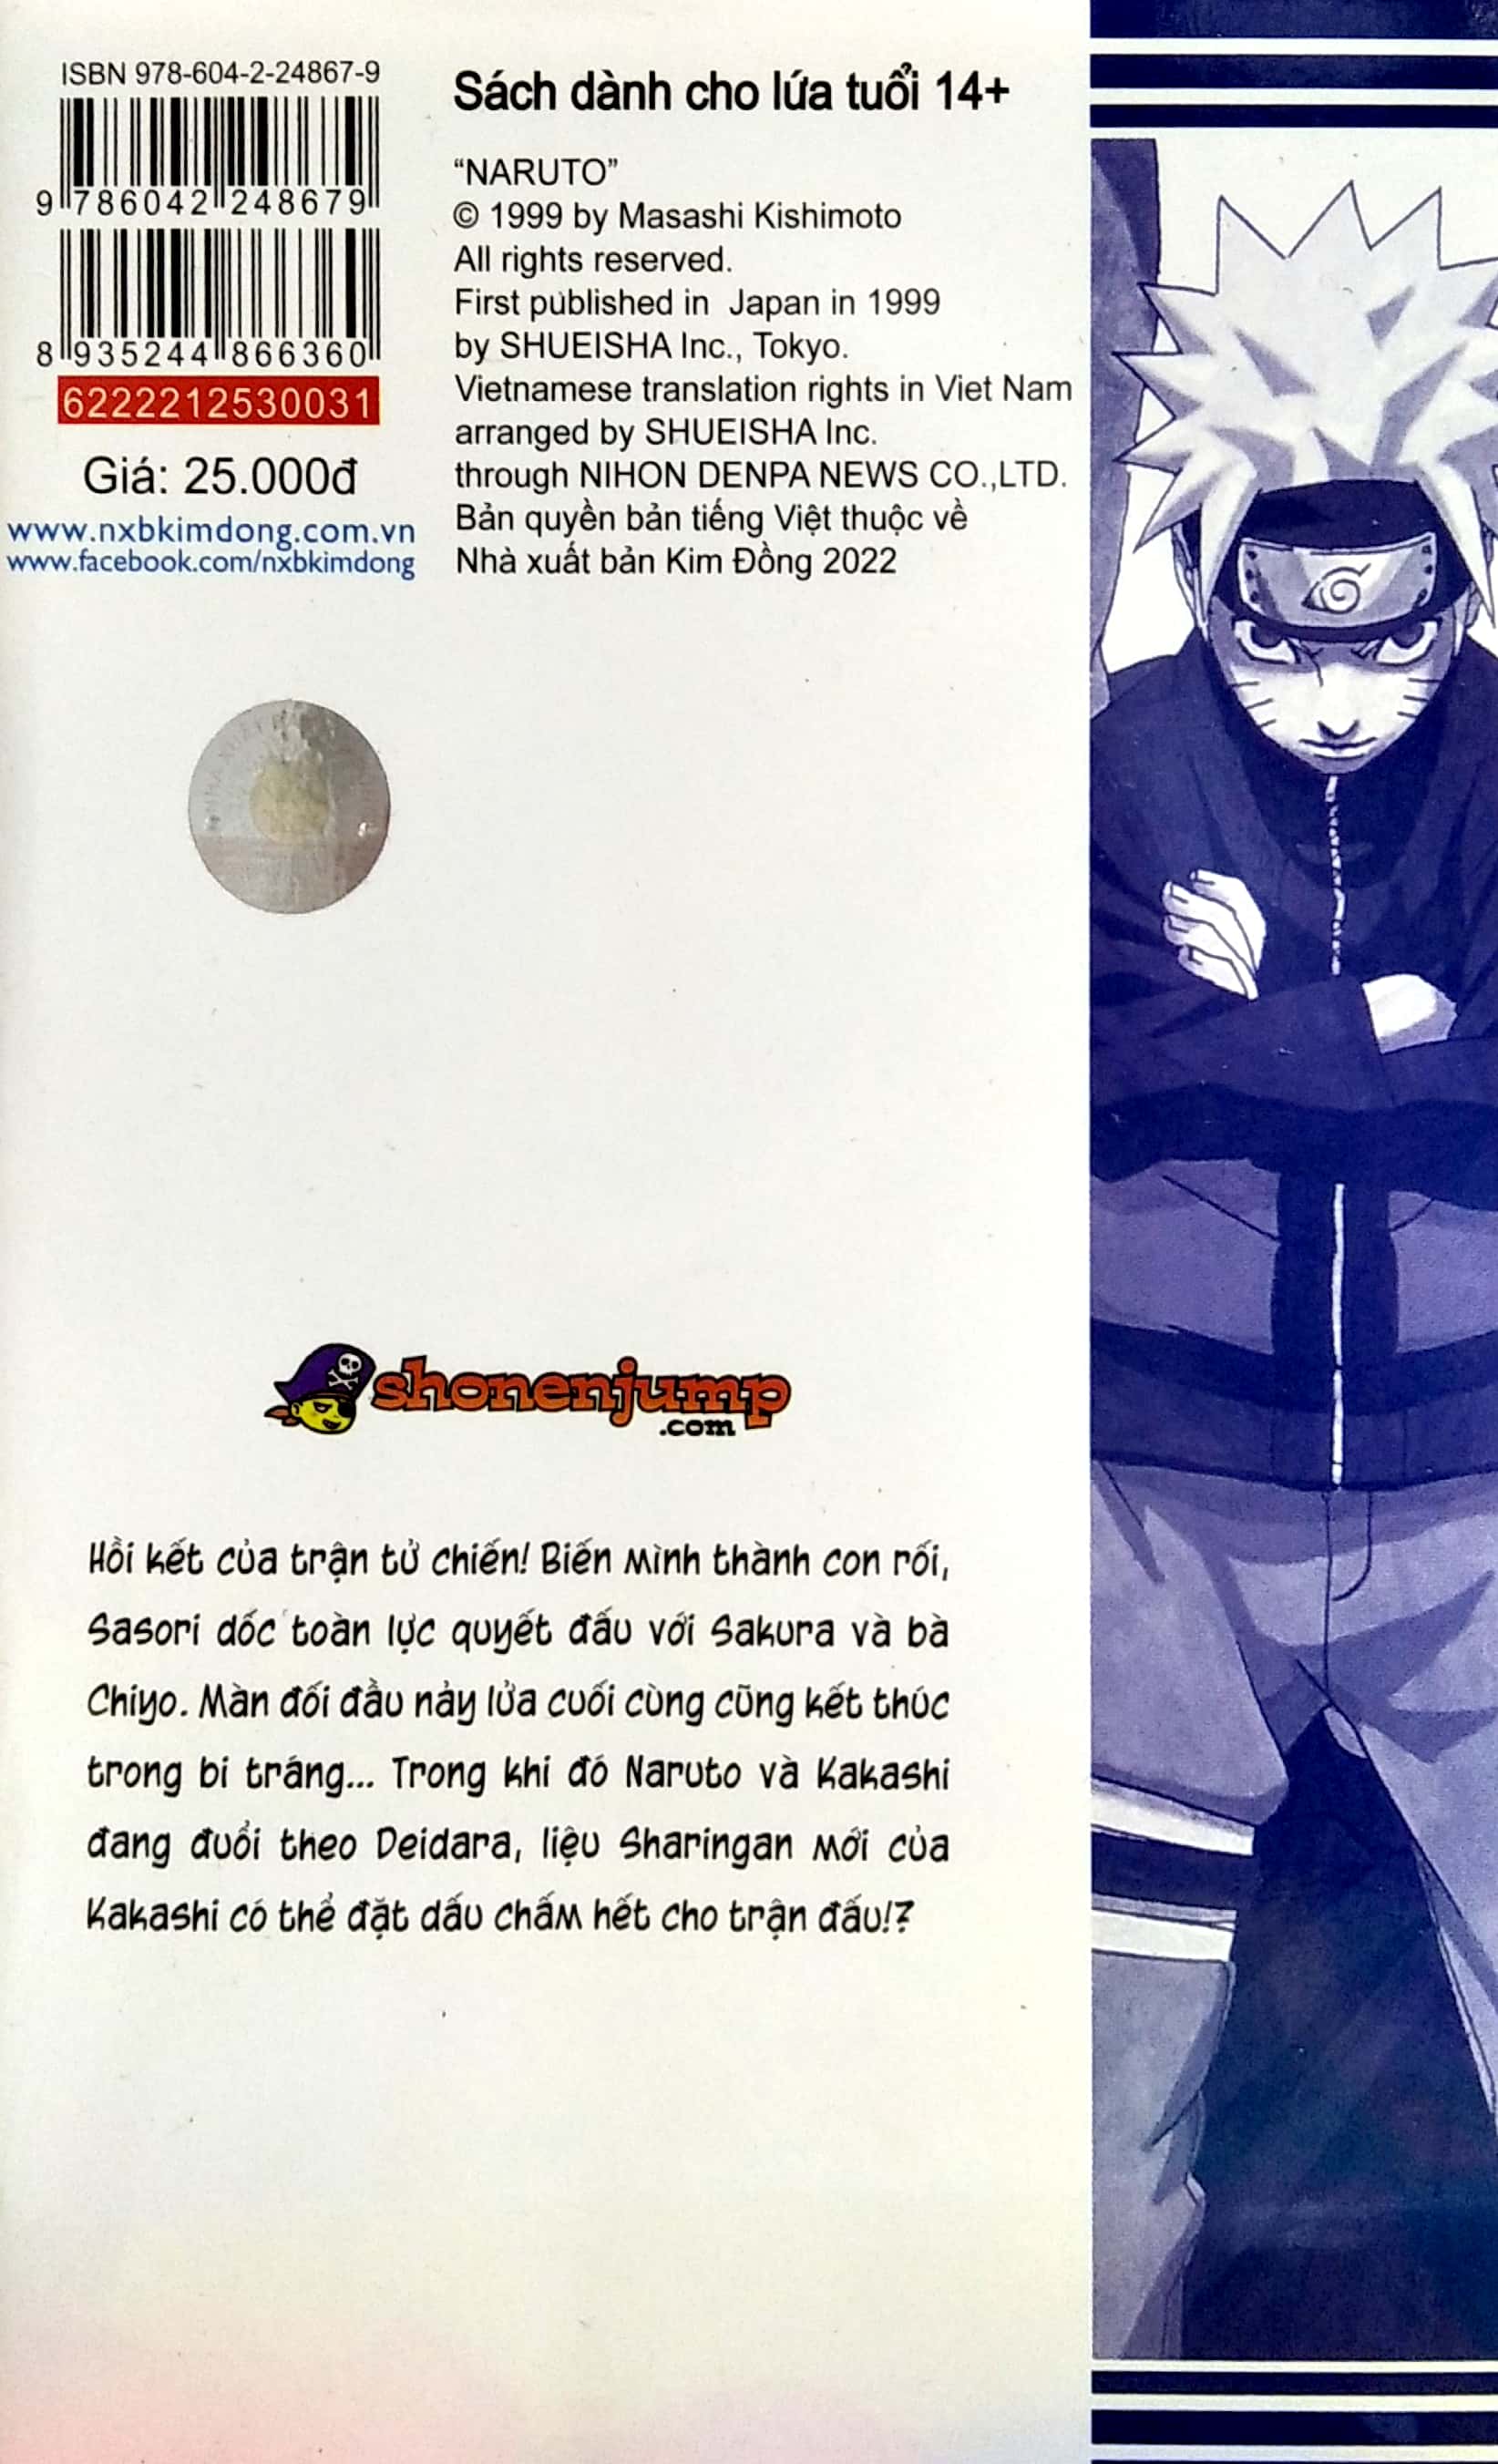 ISBN 978-604-2-24867-9
9 786042 248679
8 935244 866360
6222212530031
Giá: 25.000đ
www.nxbkimdong.com.vn
www.facebook.com/nxbkimdong
Sách dành cho lứa tuổi 14+
“NARUTO”
© 1999 by Masashi Kishimoto
All rights reserved.
First published in Japan in 1999
by SHUEISHA Inc., Tokyo.
Vietnamese translation rights in Viet Nam
arranged by SHUEISHA Inc.
through NIHON DENPA NEWS CO.,LTD.
Bản quyền bản tiếng Việt thuộc về
Nhà xuất bản Kim Đồng 2022
shonenjump
.com
Hồi kết của trận tử chiến! Biến mình thành con rối,
Sasori dốc toàn lực quyết đấu với Sakura và bà
Chiyo. Màn đối đầu nảy lửa cuối cùng cũng kết thúc
trong bi tráng... Trong khi đó Naruto và Kakashi
đang đuổi theo Deidara, liệu Sharingan mới của
Kakashi có thể đặt dấu chấm hết cho trận đấu!?